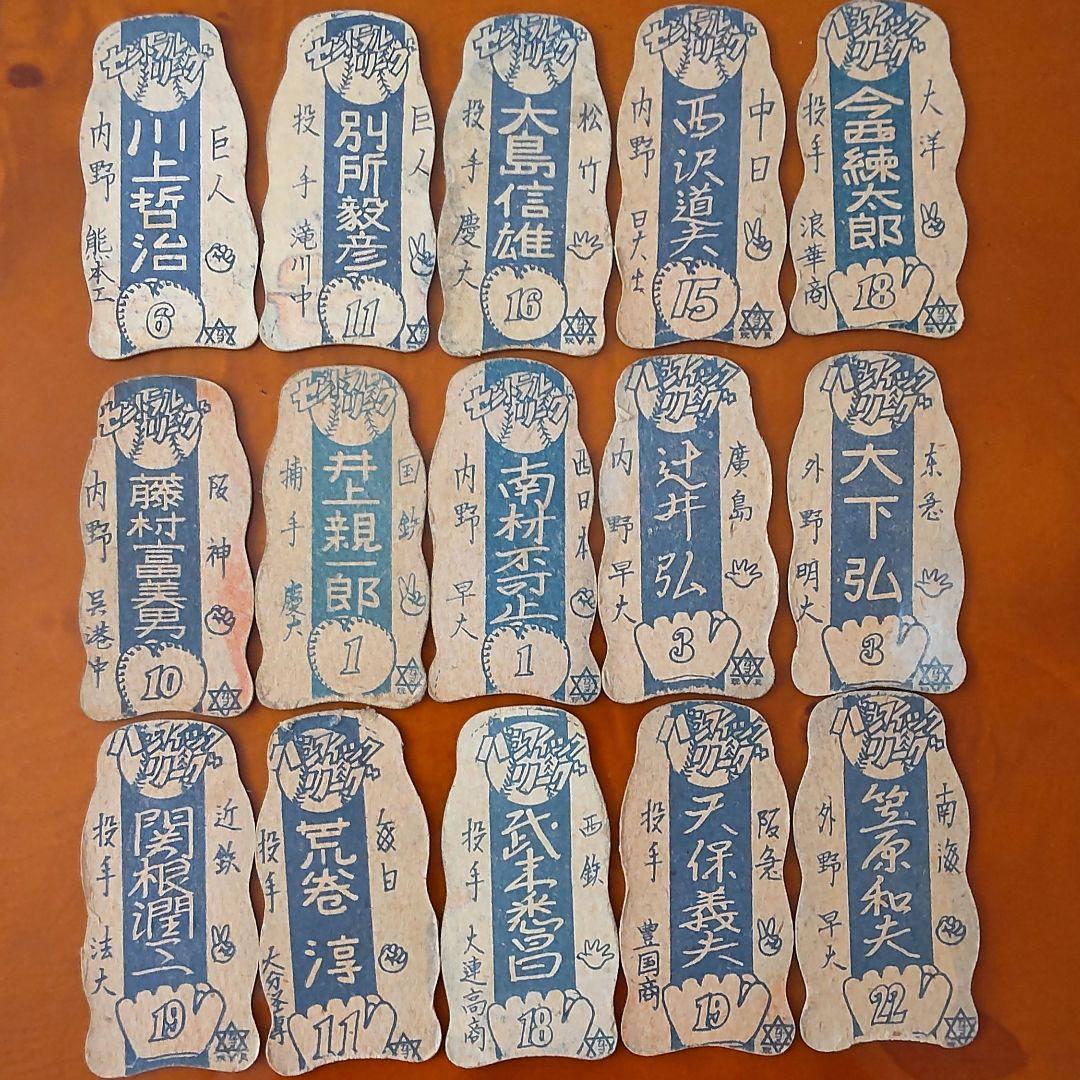 セントラルリーグ
巨人
川上哲治
内野 熊本工
6
セントラルリーグ
巨人
別所毅彦
投手 滝川中
11
セントラルリーグ
松竹
大島信雄
投手 慶大
16
セントラルリーグ
中日
西沢道夫
内野
15
パシフィックリーグ
大洋
今西練太郎
投手 浪華商
18
セントラルリーグ
阪神
藤村富美男
内野 呉港中
10
セントラルリーグ
国鉄
井上親一郎
捕手 慶大
1
セントラルリーグ
西日本
南村不可止
内野 早大
1
パシフィックリーグ
廣島
辻井弘
内野 早大
3
パシフィックリーグ
东急
大下弘
外野 明大
3
パシフィックリーグ
近鉄
関根潤三
投手 法大
19
パシフィックリーグ
毎日
荒巻淳
投手
11
パシフィックリーグ
西鉄
武末悉昌
投手 大連高商
18
パシフィックリーグ
阪急
天保義夫
投手 豊国商
19
パシフィックリーグ
南海
笠原和夫
外野 早大
22